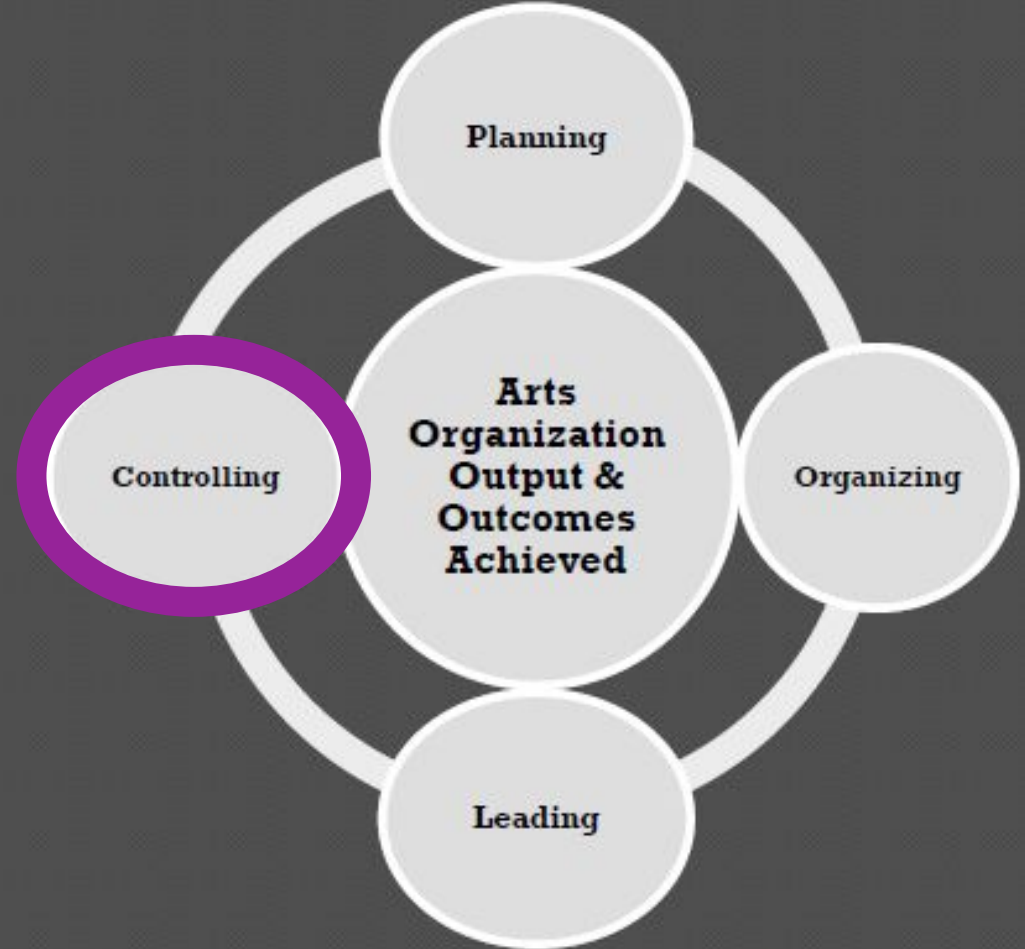 Planning
Arts
Organization
Output &
Outcomes
Achieved
Controlling
Organizing
Leading